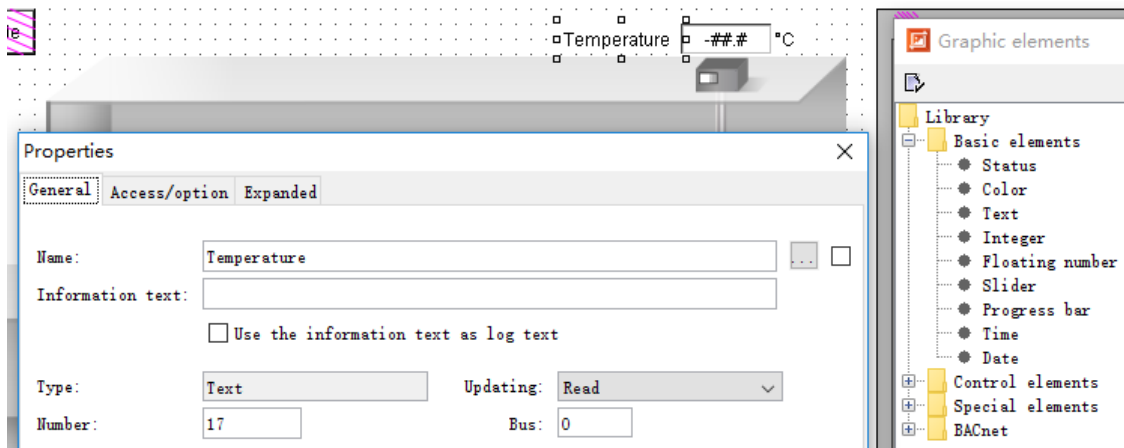 Temperature -##.# °C
Graphic elements
Library
Basic elements
Status
Color
Text
Integer
Floating number
Slider
Progress bar
Time
Date
Control elements
Special elements
BACnet
Properties
General Access/option Expanded
Name: Temperature ...
Information text:
Use the information text as log text
Type: Text Updating: Read
Number: 17 Bus: 0